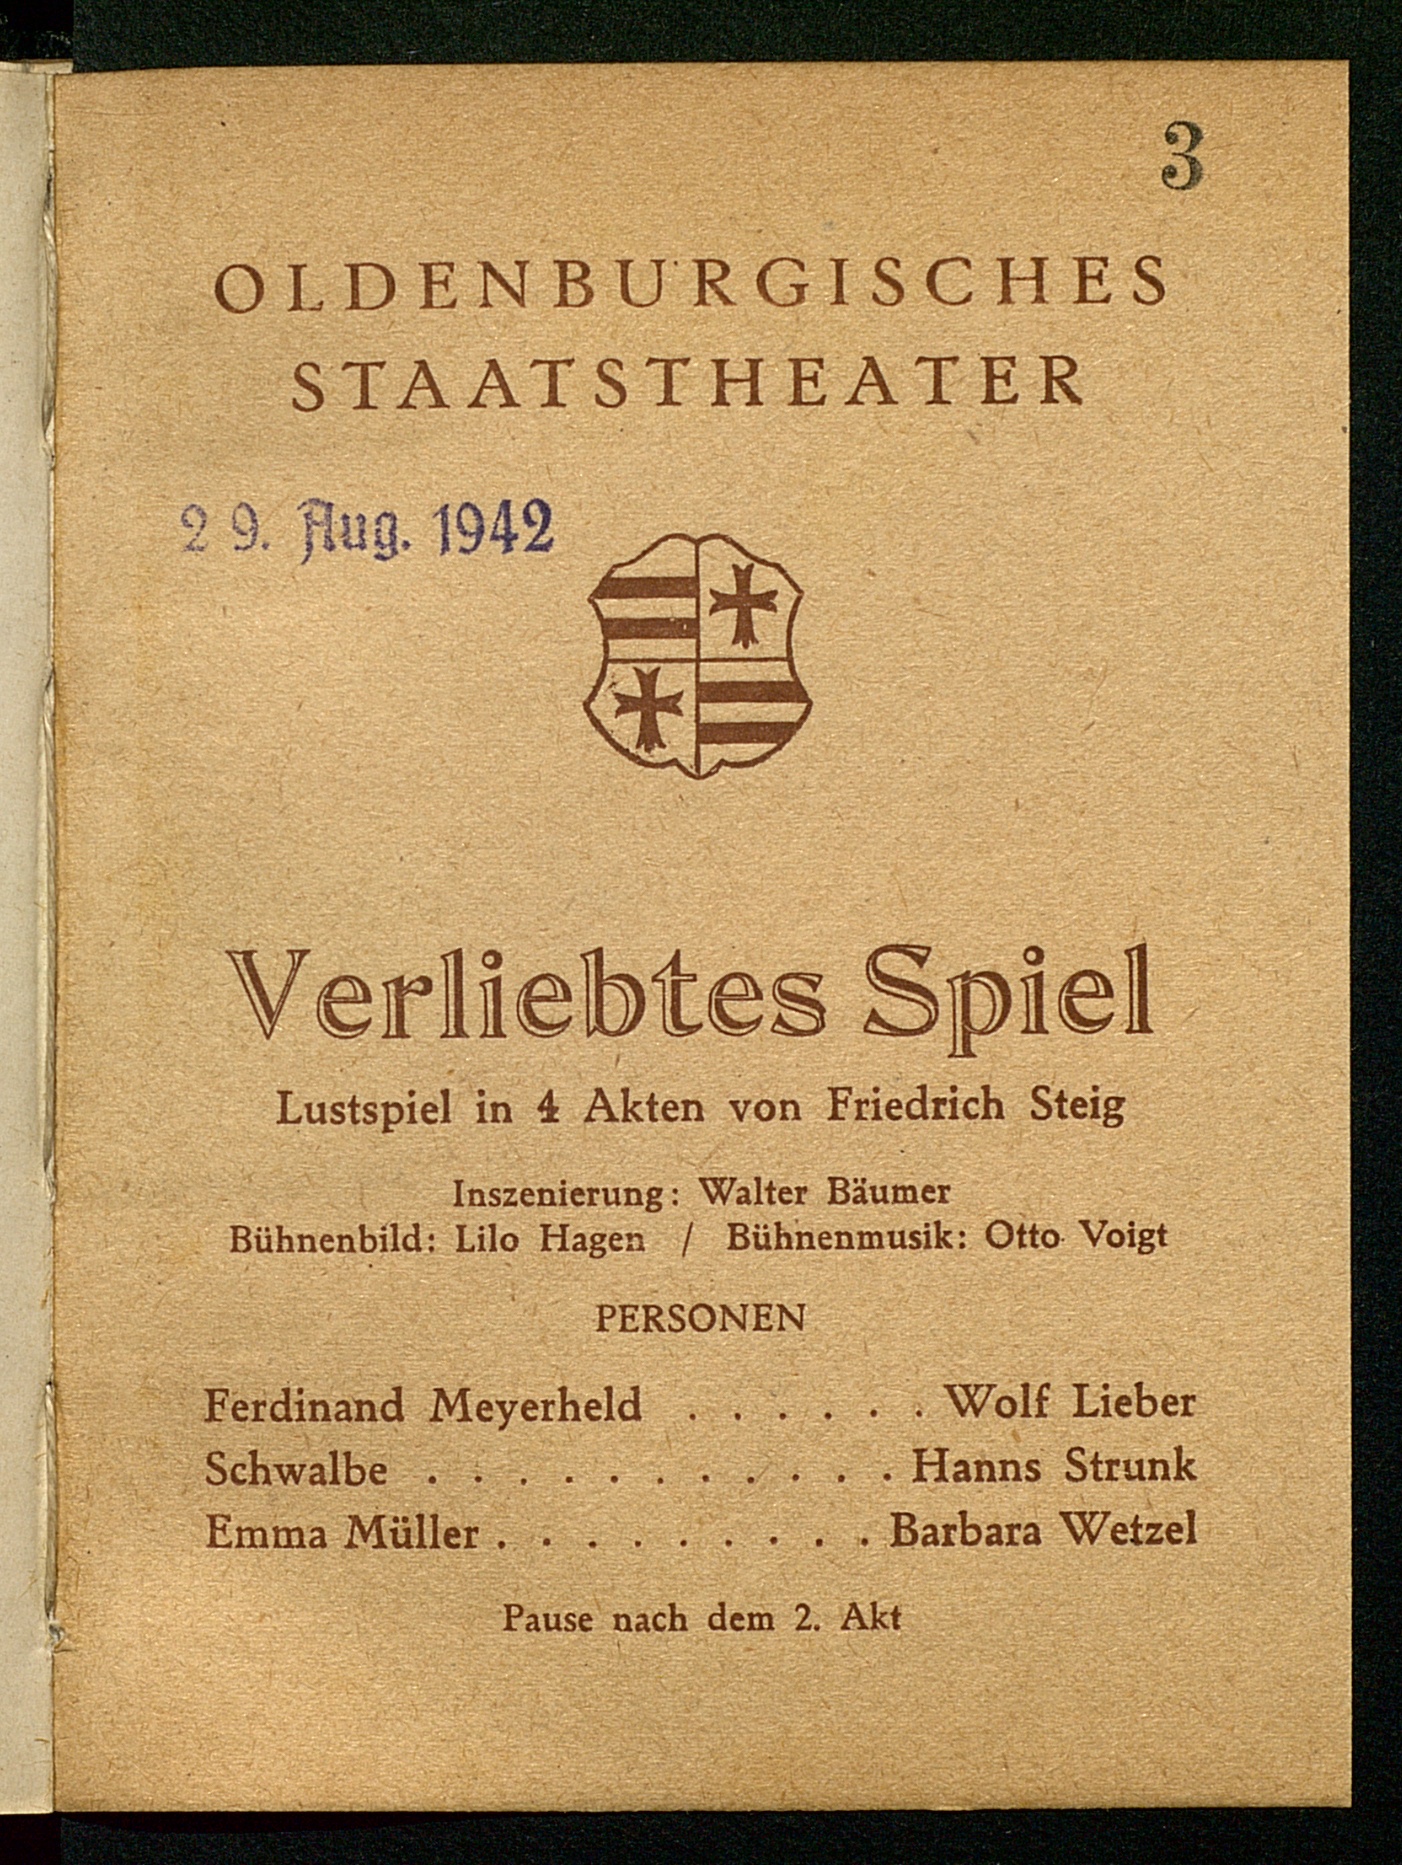 3
OLDENBURGISCHES
STAATSTHEATER
29. Aug. 1942
Verliebtes Spiel
Lustspiel in 4 Akten von Friedrich Steig
Inszenierung: Walter Bäumer
Bühnenbild: Lilo Hagen / Bühnenmusik: Otto Voigt
PERSONEN
Ferdinand Meyerheld . . . . . . Wolf Lieber
Schwalbe . . . . . . . . . . . Hanns Strunk
Emma Müller . . . . . . . . . Barbara Wetzel
Pause nach dem 2. Akt